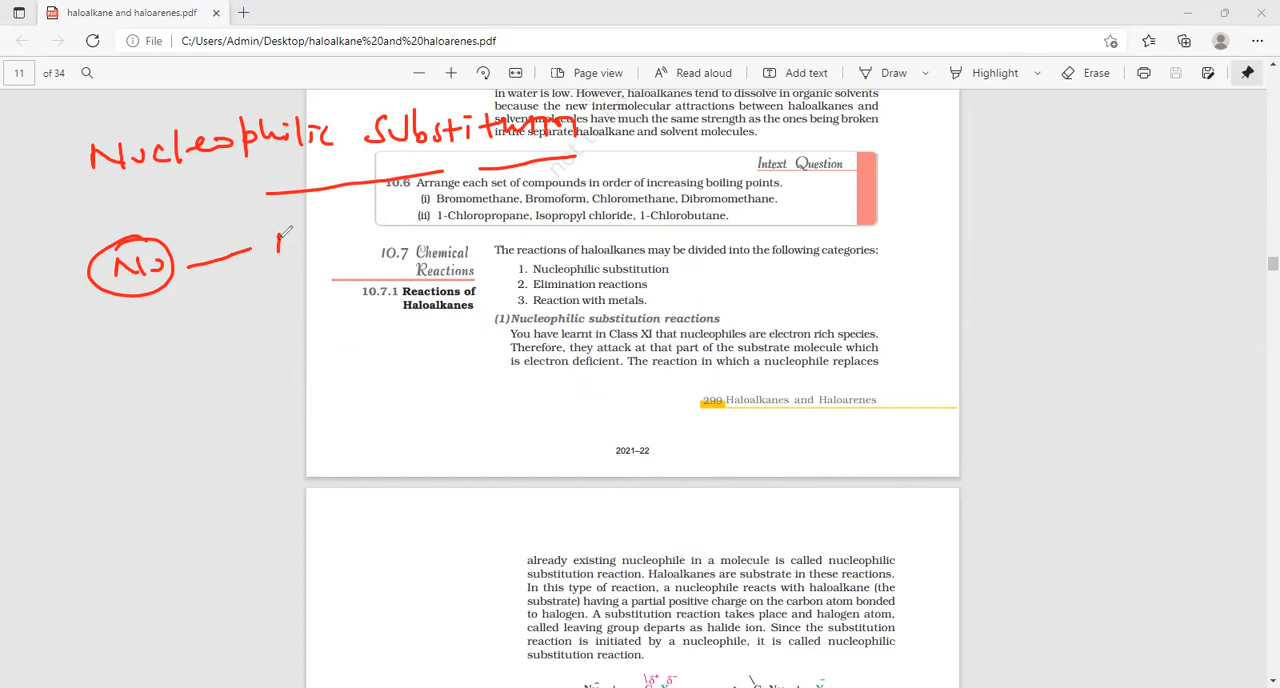 haloalkane and haloarenes.pdf
File C:/Users/Admin/Desktop/haloalkane%20and%20haloarenes.pdf
11 of 34 Page view Read aloud Add text Draw Highlight Erase
in water is low. However, haloalkanes tend to dissolve in organic solvents
because the new intermolecular attractions between haloalkanes and
solvent molecules have much the same strength as the ones being broken
in the separate haloalkane and solvent molecules.
Nucleophilic substitution
Intext Question
10.6 Arrange each set of compounds in order of increasing boiling points.
(i) Bromomethane, Bromoform, Chloromethane, Dibromomethane.
(ii) 1-Chloropropane, Isopropyl chloride, 1-Chlorobutane.
Nu
10.7 Chemical
Reactions
The reactions of haloalkanes may be divided into the following categories:
1. Nucleophilic substitution
2. Elimination reactions
3. Reaction with metals.
10.7.1 Reactions of
Haloalkanes
(1)Nucleophilic substitution reactions
You have learnt in Class XI that nucleophiles are electron rich species.
Therefore, they attack at that part of the substrate molecule which
is electron deficient. The reaction in which a nucleophile replaces
299 Haloalkanes and Haloarenes
2021–22
already existing nucleophile in a molecule is called nucleophilic
substitution reaction. Haloalkanes are substrate in these reactions.
In this type of reaction, a nucleophile reacts with haloalkane (the
substrate) having a partial positive charge on the carbon atom bonded
to halogen. A substitution reaction takes place and halogen atom,
called leaving group departs as halide ion. Since the substitution
reaction is initiated by a nucleophile, it is called nucleophilic
substitution reaction.